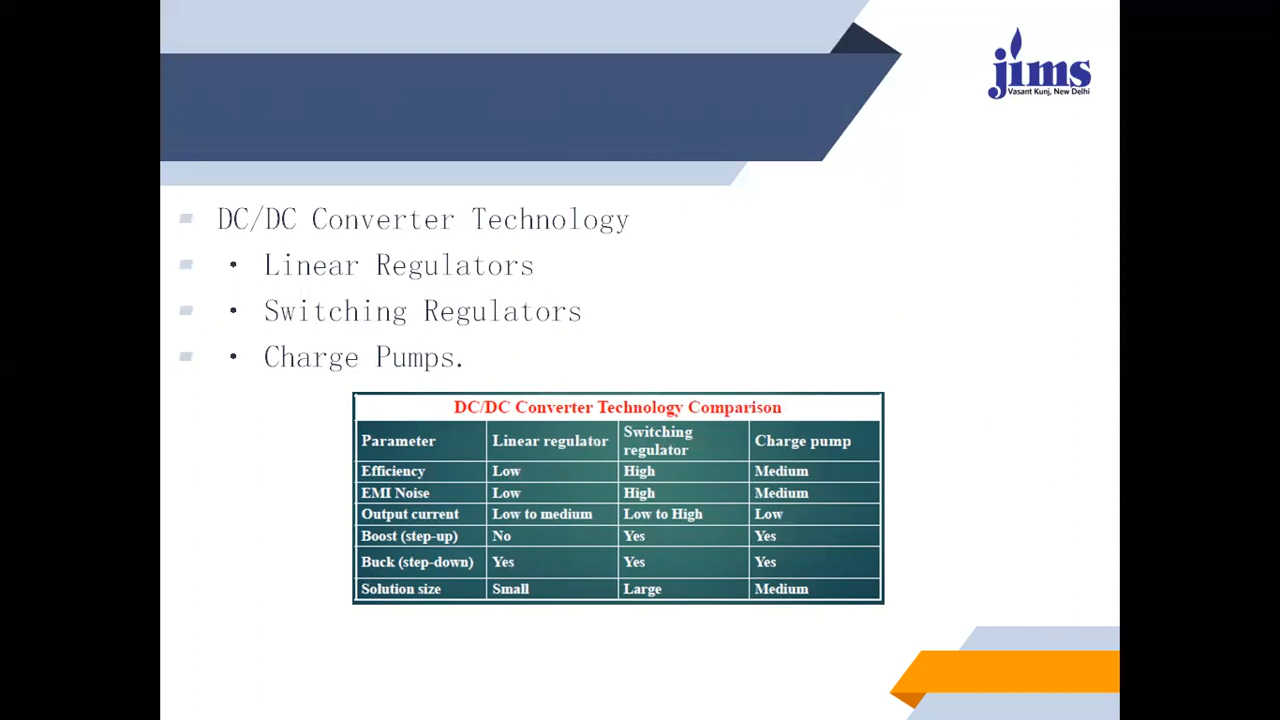 jims
Vasant Kunj, New Delhi
DC/DC Converter Technology
• Linear Regulators
• Switching Regulators
• Charge Pumps.
DC/DC Converter Technology Comparison
Parameter Linear regulator Switching regulator Charge pump
Efficiency Low High Medium
EMI Noise Low High Medium
Output current Low to medium Low to High Low
Boost (step-up) No Yes Yes
Buck (step-down) Yes Yes Yes
Solution size Small Large Medium